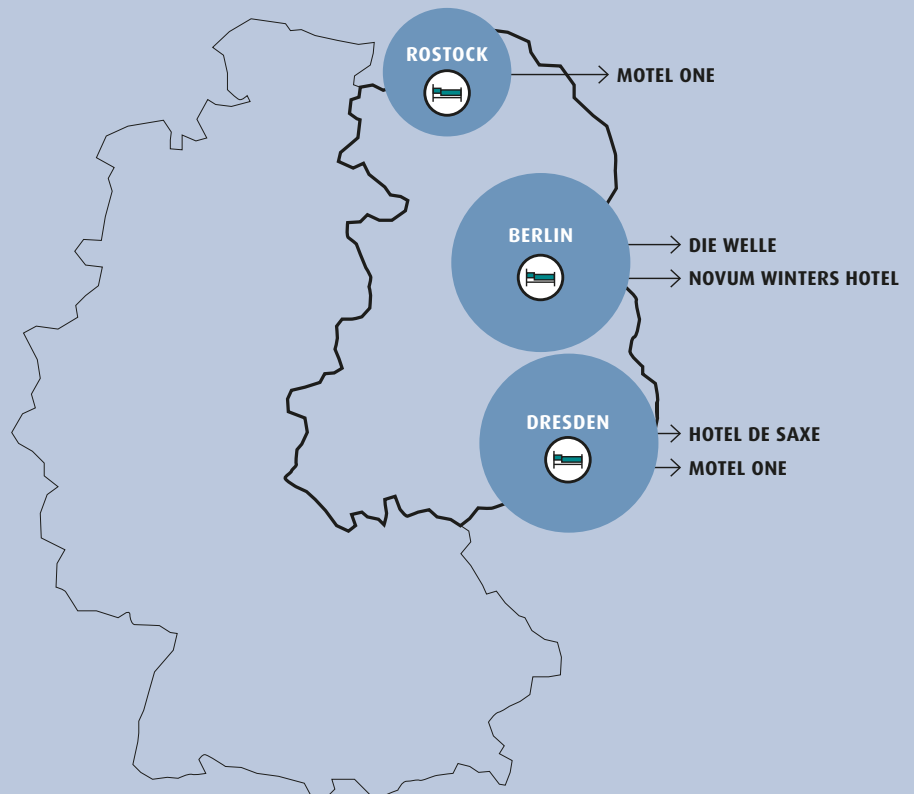 ROSTOCK
MOTEL ONE
BERLIN
DIE WELLE
NOVUM WINTERS HOTEL
DRESDEN
HOTEL DE SAXE
MOTEL ONE